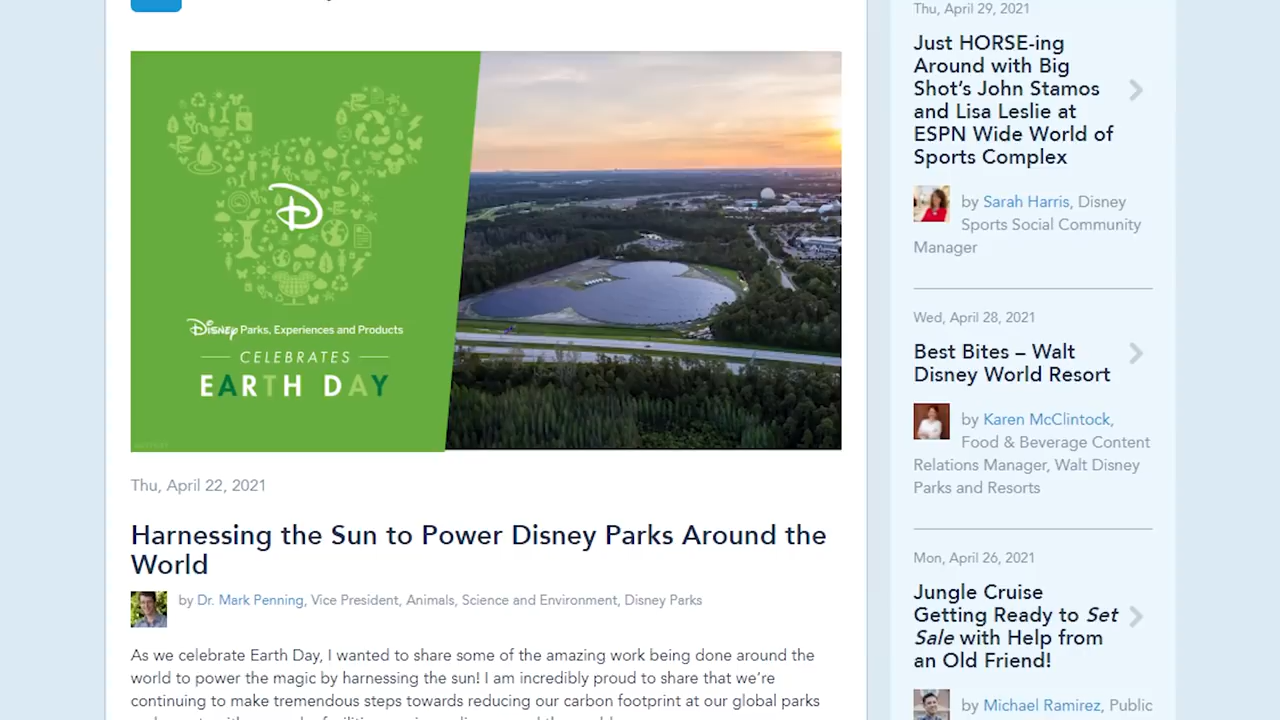 Disney Parks, Experiences and Products
CELEBRATES
EARTH DAY
Thu, April 22, 2021
Harnessing the Sun to Power Disney Parks Around the
World
by Dr. Mark Penning, Vice President, Animals, Science and Environment, Disney Parks
As we celebrate Earth Day, I wanted to share some of the amazing work being done around the
world to power the magic by harnessing the sun! I am incredibly proud to share that we’re
continuing to make tremendous steps towards reducing our carbon footprint at our global parks
Thu, April 29, 2021
Just HORSE-ing
Around with Big
Shot’s John Stamos
and Lisa Leslie at
ESPN Wide World of
Sports Complex
by Sarah Harris, Disney
Sports Social Community
Manager
Wed, April 28, 2021
Best Bites – Walt
Disney World Resort
by Karen McClintock,
Food & Beverage Content
Relations Manager, Walt Disney
Parks and Resorts
Mon, April 26, 2021
Jungle Cruise
Getting Ready to Set
Sale with Help from
an Old Friend!
by Michael Ramirez, Public